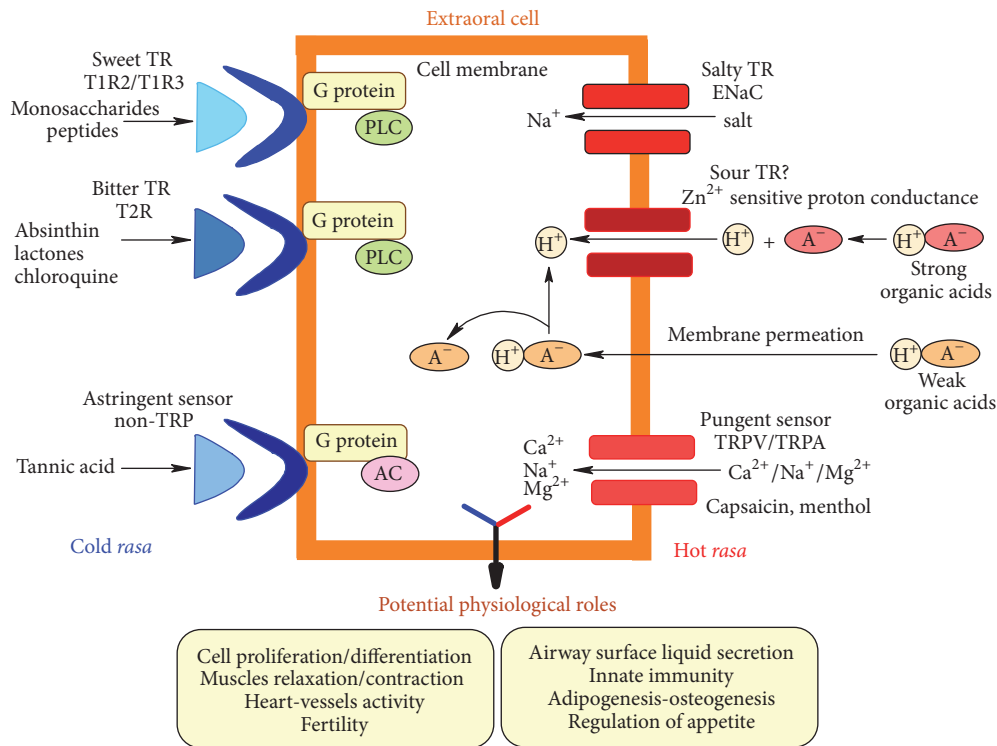 Extraoral cell
Cell membrane
Sweet TR
T1R2/T1R3
Monosaccharides
peptides
G protein
PLC
Bitter TR
T2R
Absinthin
lactones
chloroquine
G protein
PLC
Astringent sensor
non-TRP
Tannic acid
G protein
AC
Cold rasa
Salty TR
ENaC
Na⁺
salt
Sour TR?
Zn²⁺ sensitive proton conductance
H⁺
H⁺ + A⁻
H⁺ A⁻
Strong
organic acids
Membrane permeation
A⁻
H⁺ A⁻
H⁺ A⁻
Weak
organic acids
Pungent sensor
TRPV/TRPA
Ca²⁺
Na⁺
Mg²⁺
Ca²⁺/Na⁺/Mg²⁺
Capsaicin, menthol
Hot rasa
Potential physiological roles
Cell proliferation/differentiation
Muscles relaxation/contraction
Heart-vessels activity
Fertility
Airway surface liquid secretion
Innate immunity
Adipogenesis-osteogenesis
Regulation of appetite